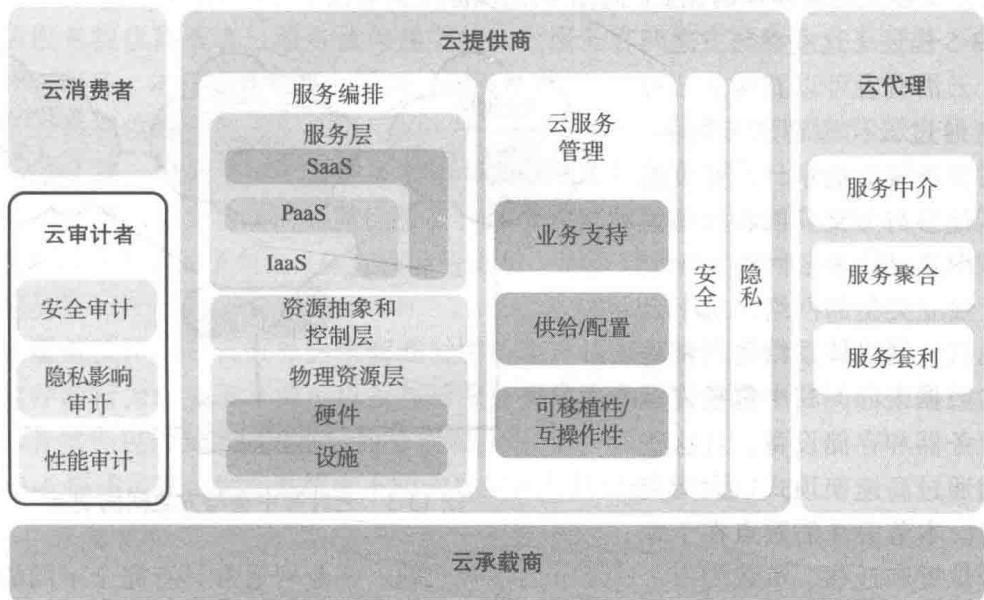 云消费者
云审计者
安全审计
隐私影响
审计
性能审计
云提供商
服务编排
服务层
SaaS
PaaS
IaaS
资源抽象和
控制层
物理资源层
硬件
设施
云服务
管理
业务支持
供给/配置
可移植性/
互操作性
安全
隐私
云代理
服务中介
服务聚合
服务套利
云承载商